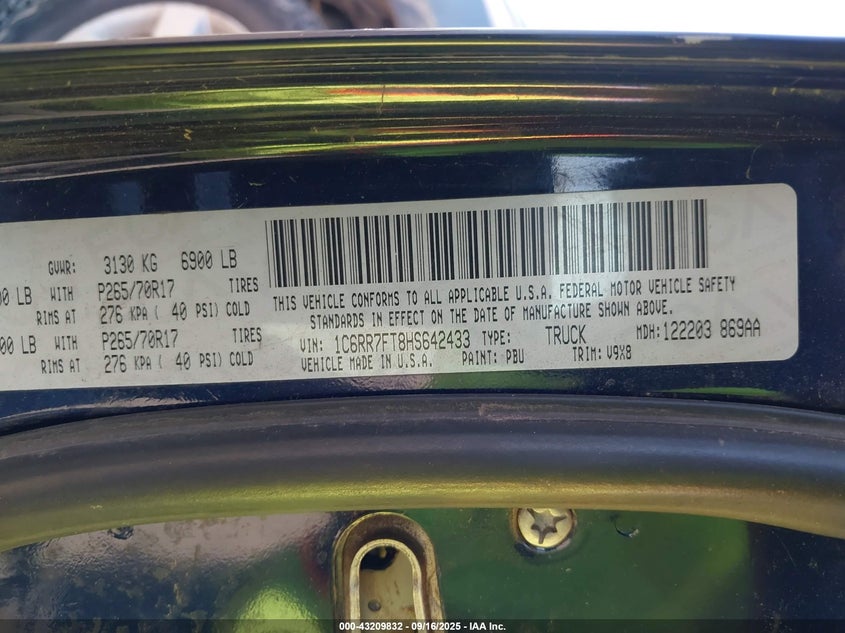 GVWR: 3130 KG 6900 LB
00 LB WITH P265/70R17 TIRES
RIMS AT 276 KPA ( 40 PSI) COLD
00 LB WITH P265/70R17 TIRES
RIMS AT 276 KPA ( 40 PSI) COLD
THIS VEHICLE CONFORMS TO ALL APPLICABLE U.S.A. FEDERAL MOTOR VEHICLE SAFETY
STANDARDS IN EFFECT ON THE DATE OF MANUFACTURE SHOWN ABOVE.
VIN: 1C6RR7FT8HS642433 TYPE: TRUCK MDH: 122203 869AA
VEHICLE MADE IN U.S.A. PAINT: PBU TRIM: V9X8
000-43209832 - 09/16/2025 - IAA Inc.